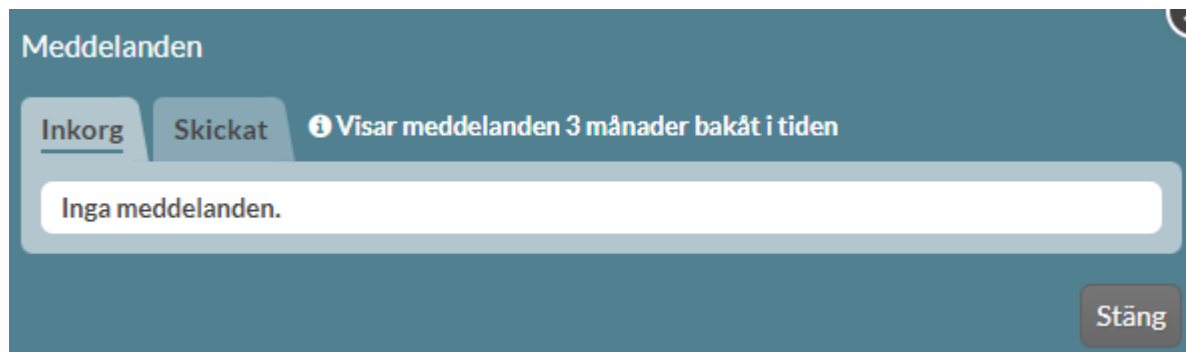 Meddelanden
Inkorg Skickat Visar meddelanden 3 månader bakåt i tiden
Inga meddelanden.
Stäng